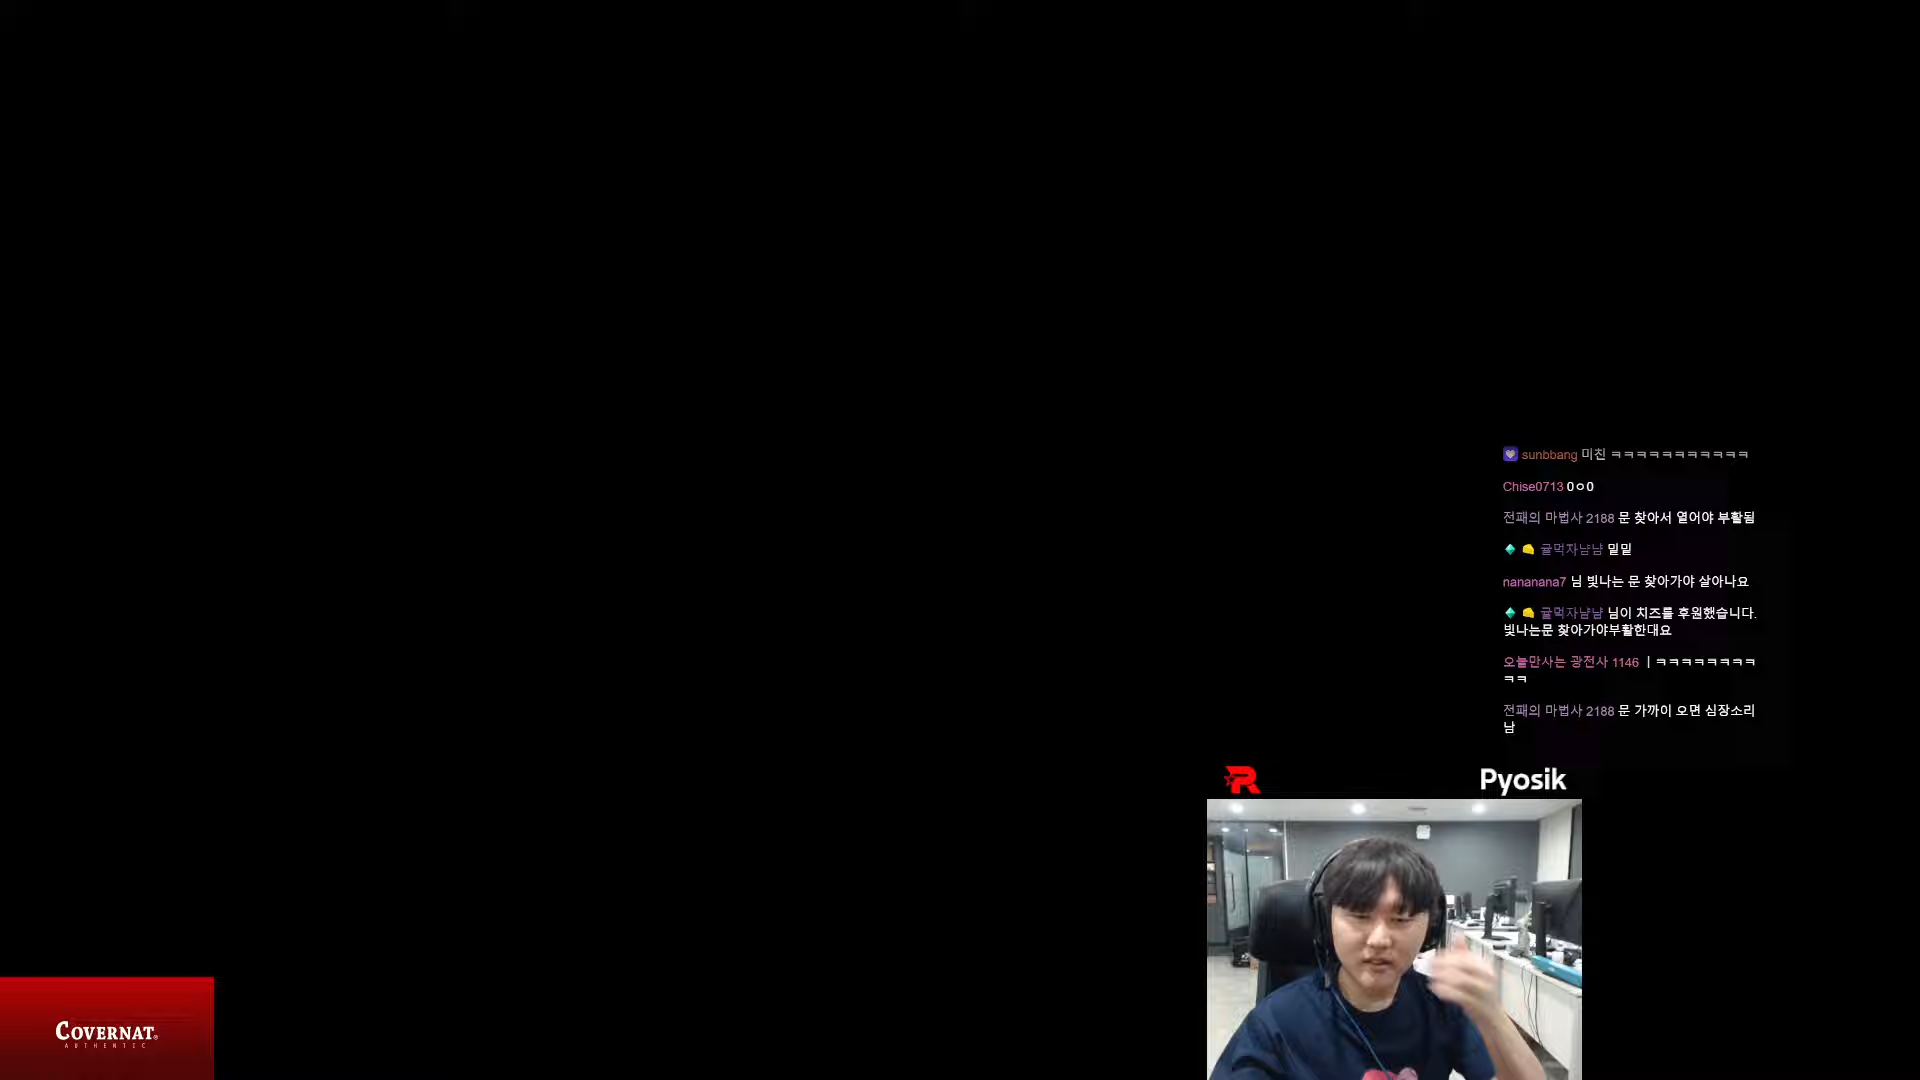 sunbbang 미친 ㅋㅋㅋㅋㅋㅋㅋㅋㅋㅋㅋ
Chise0713 0ㅇ0
전패의 마법사 2188 문 찾아서 열어야 부활됨
귤먹자냠냠 밑밑
nananana7 님 빛나는 문 찾아가야 살아나요
귤먹자냠냠 님이 치즈를 후원했습니다.
빛나는문 찾아가야부활한대요
오늘만사는 광전사 1146 ㅣㅋㅋㅋㅋㅋㅋㅋㅋ
ㅋㅋ
전패의 마법사 2188 문 가까이 오면 심장소리
남
Pyosik
COVERNAT®
AUTHENTIC